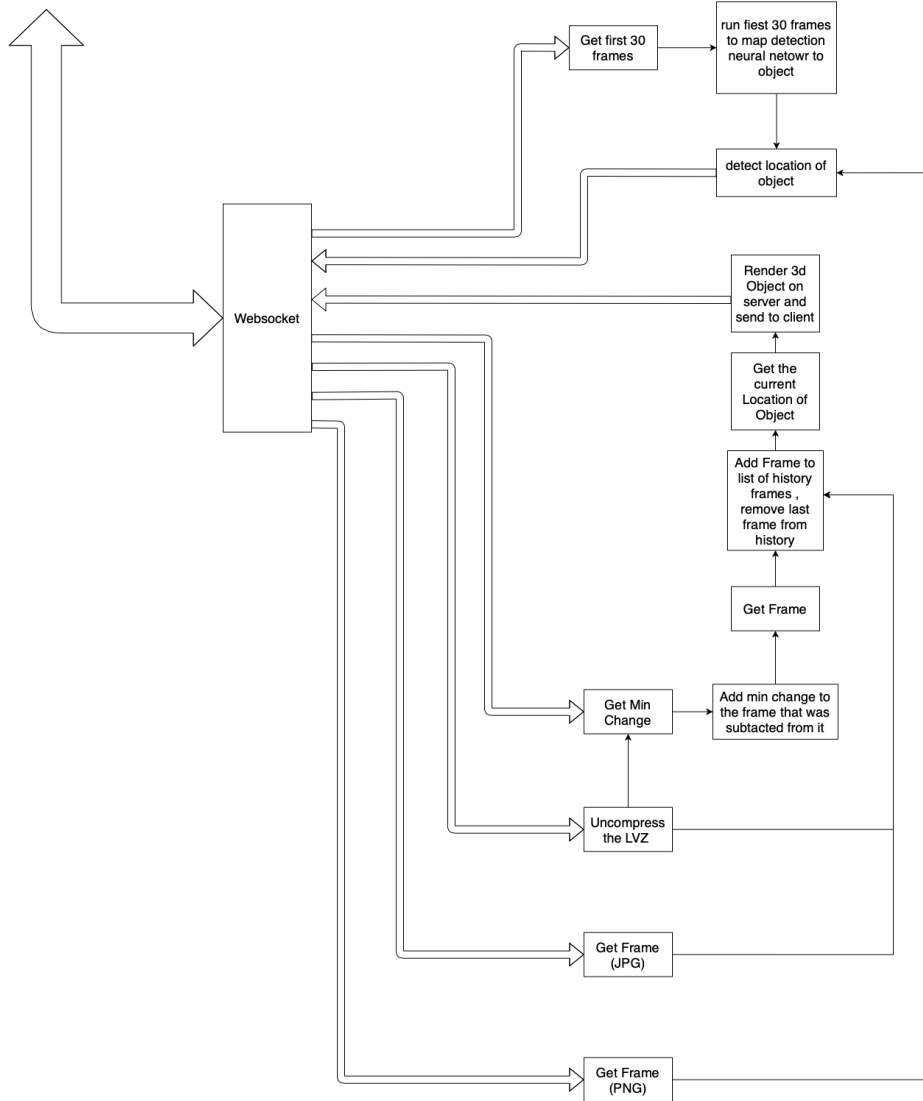 Get first 30
frames
run fiest 30 frames
to map detection
neural netowr to
object
detect location of
object
Websocket
Render 3d
Object on
server and
send to client
Get the
current
Location of
Object
Add Frame to
list of history
frames ,
remove last
frame from
history
Get Frame
Get Min
Change
Add min change to
the frame that was
subtacted from it
Uncompress
the LVZ
Get Frame
(JPG)
Get Frame
(PNG)